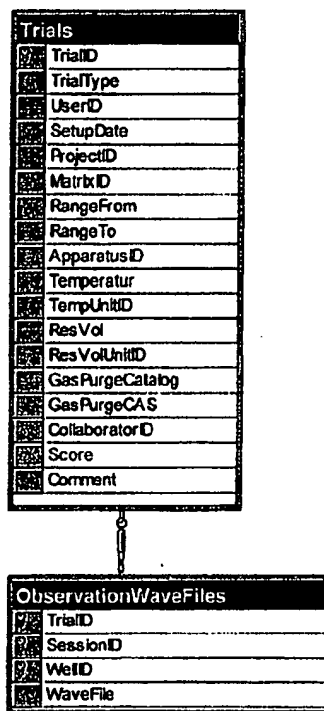 Trials
TrialID
TrialType
UserID
SetupDate
ProjectID
MatrixID
RangeFrom
RangeTo
ApparatusID
Temperatur
TempUnitID
ResVol
ResVolUnitID
GasPurgeCatalog
GasPurgeCAS
CollaboratorID
Score
Comment
ObservationWaveFiles
TrialID
SessionID
WellID
WaveFile